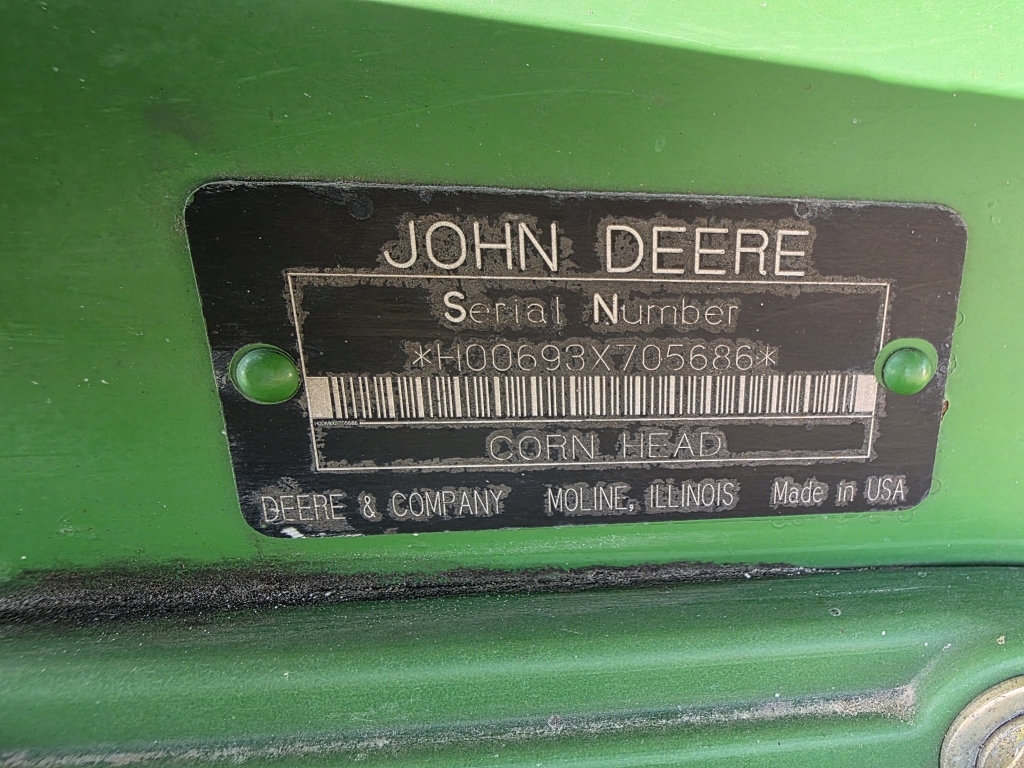 JOHN DEERE
Serial Number
*H00693X705686*
CORN HEAD
DEERE & COMPANY MOLINE, ILLINOIS Made in USA